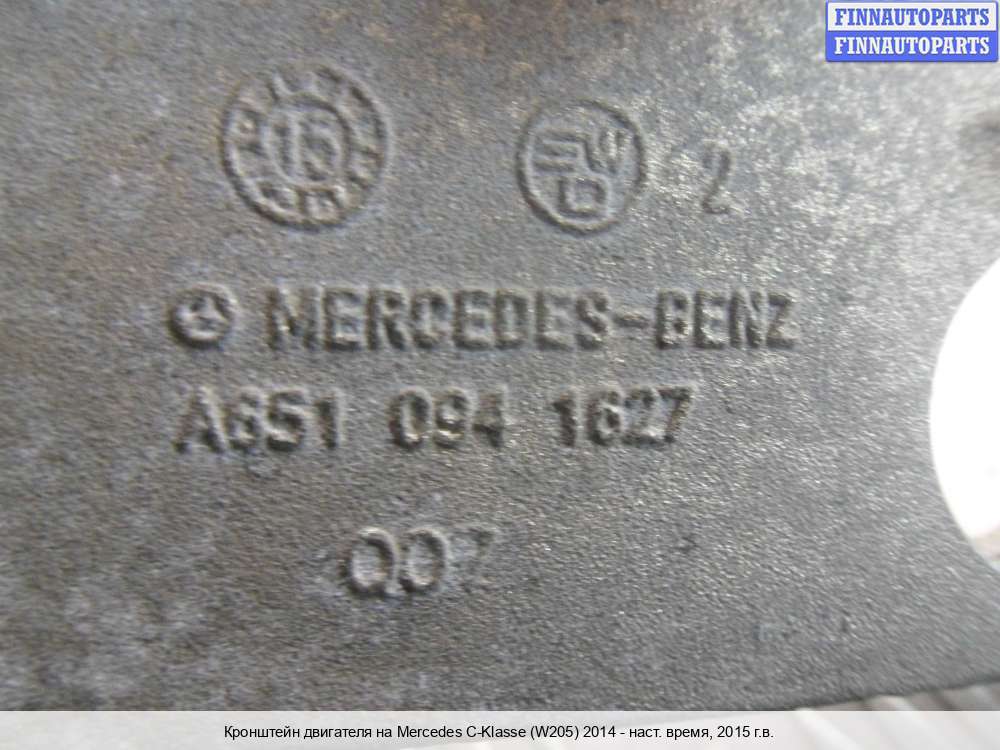 FINNAUTOPARTS
FINNAUTOPARTS
15
2
MERCEDES-BENZ
A651 094 1627
Q07
Кронштейн двигателя на Mercedes C-Klasse (W205) 2014 - наст. время, 2015 г.в.